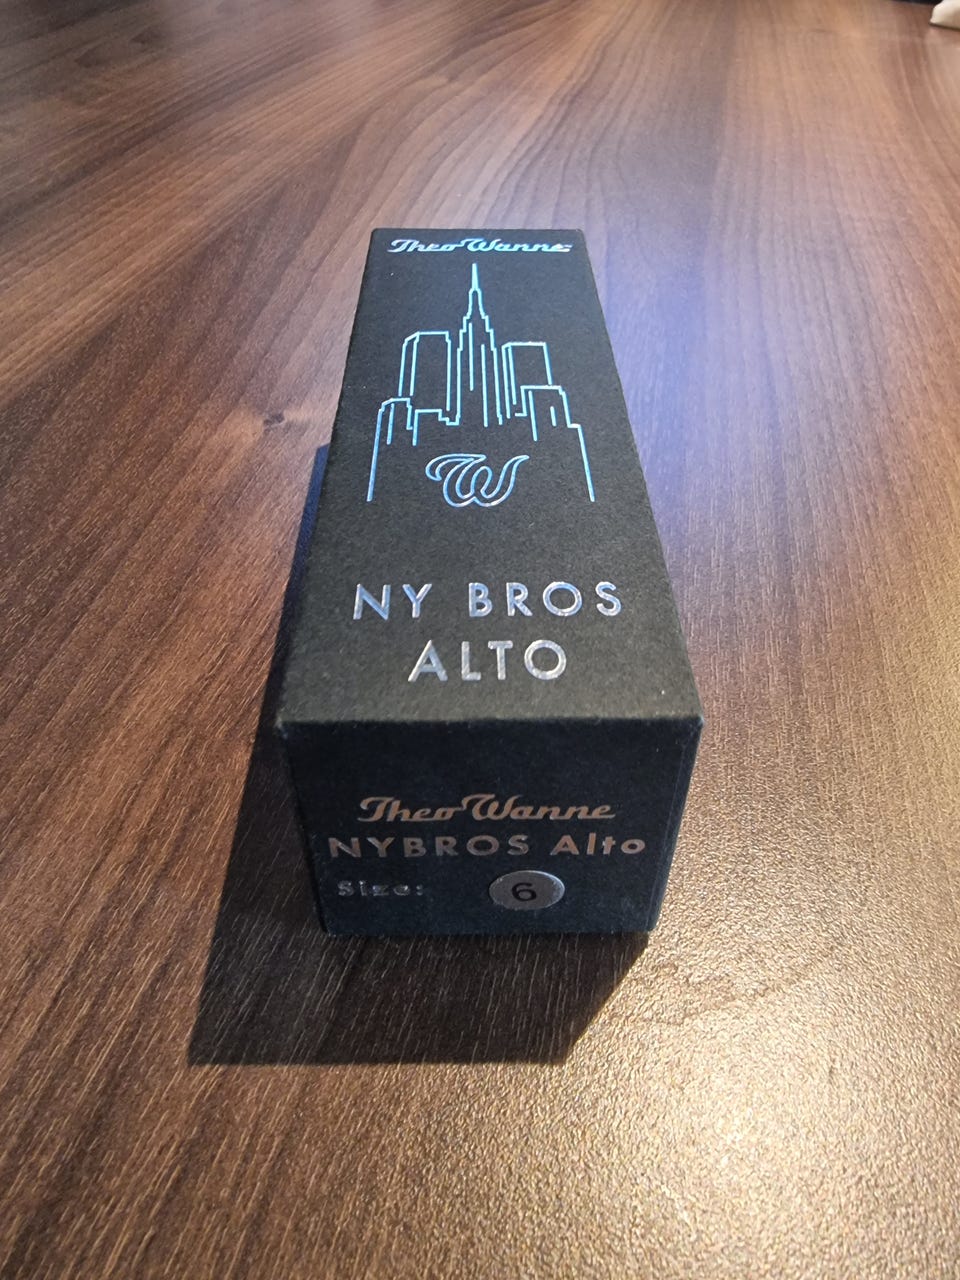 Theo Wanne
W
NY BROS
ALTO
Theo Wanne
NYBROS Alto
Size: 6